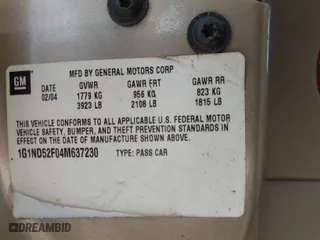 GM
MFD BY GENERAL MOTORS CORP
DATE GVWR GAWR FRT GAWR RR
02/04 1779 KG 956 KG 823 KG
3923 LB 2108 LB 1815 LB
THIS VEHICLE CONFORMS TO ALL APPLICABLE U.S. FEDERAL MOTOR
VEHICLE SAFETY, BUMPER, AND THEFT PREVENTION STANDARDS IN
EFFECT ON THE DATE OF MANUFACTURE SHOWN ABOVE.
1G1ND52F04M637230 TYPE: PASS CAR
DREAMBID